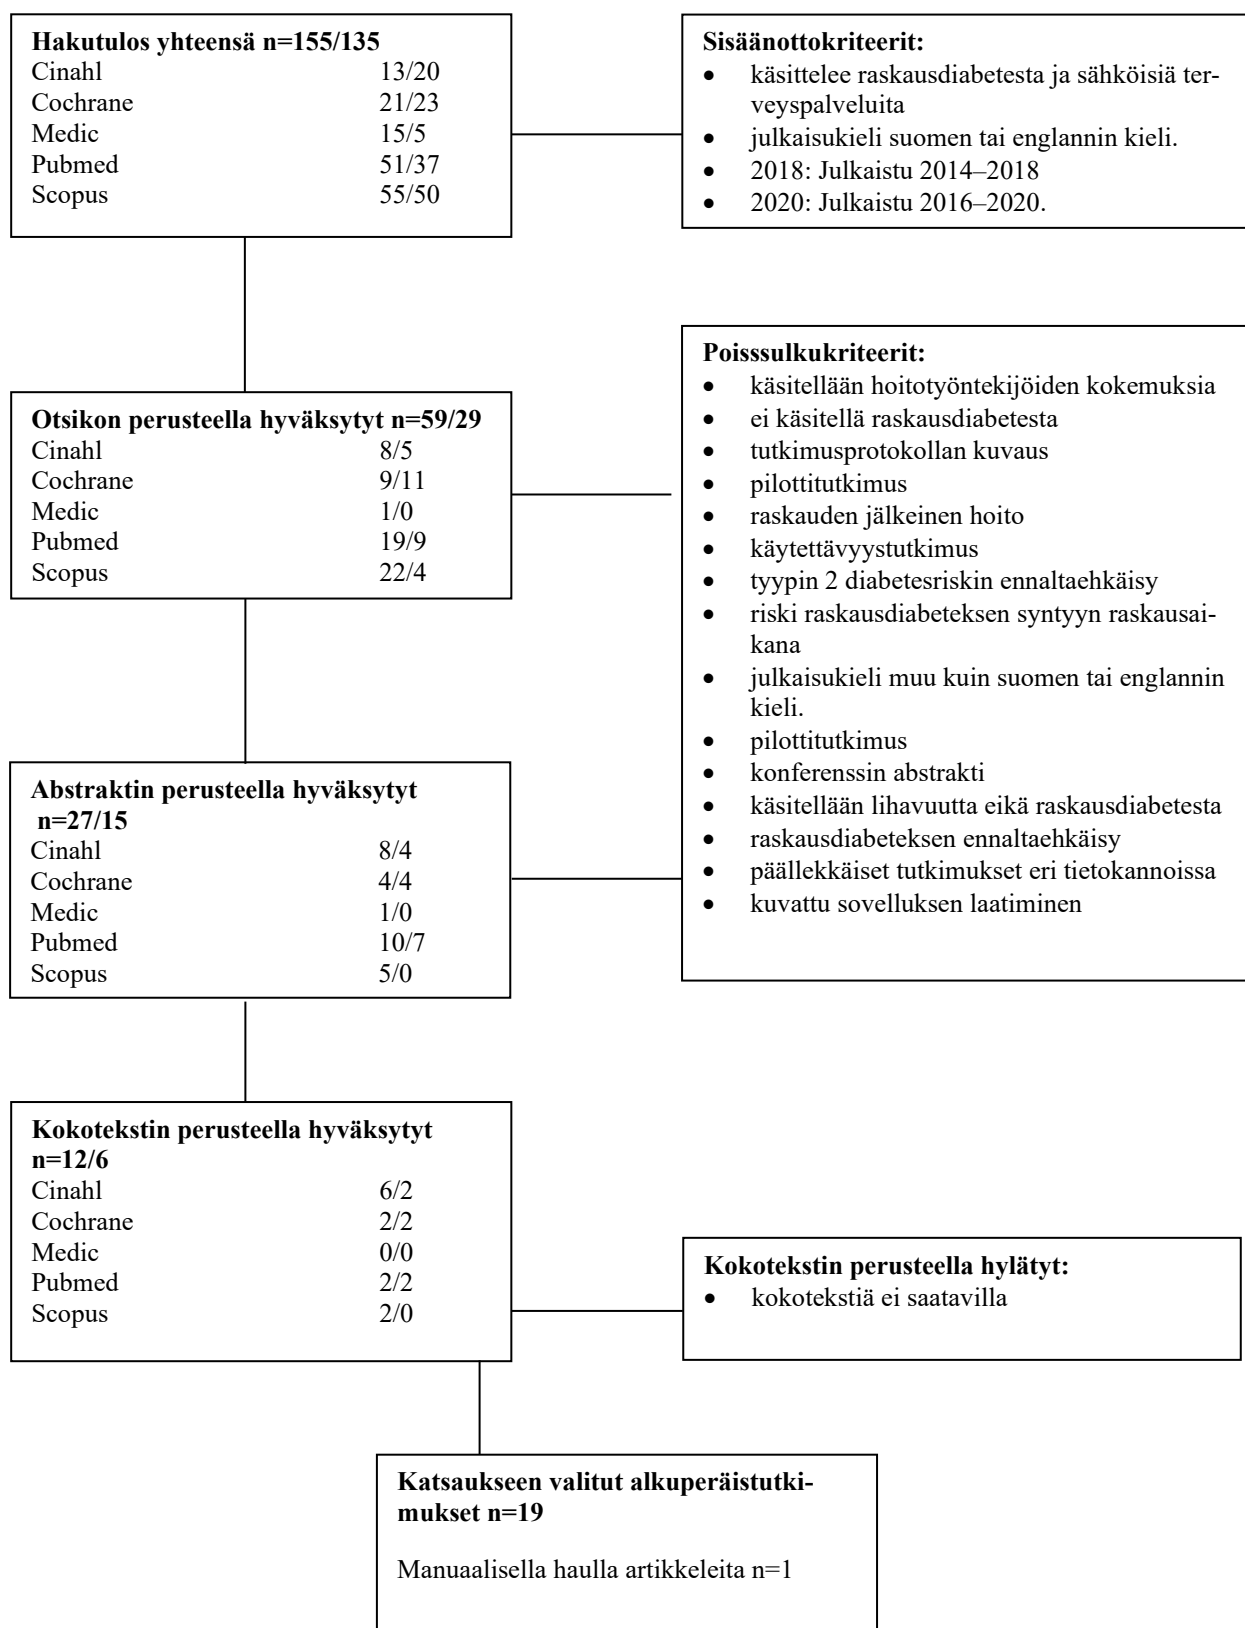 Hakutulos yhteensä n=155/135
Cinahl 13/20
Cochrane 21/23
Medic 15/5
Pubmed 51/37
Scopus 55/50
Sisäänottokriteerit:
• käsittelee raskausdiabetesta ja sähköisiä ter-
veyspalveluita
• julkaisukieli suomen tai englannin kieli.
• 2018: Julkaistu 2014–2018
• 2020: Julkaistu 2016–2020.
Otsikon perusteella hyväksytyt n=59/29
Cinahl 8/5
Cochrane 9/11
Medic 1/0
Pubmed 19/9
Scopus 22/4
Poisssulkukriteerit:
• käsitellään hoitotyöntekijöiden kokemuksia
• ei käsitellä raskausdiabetesta
• tutkimusprotokollan kuvaus
• pilottitutkimus
• raskauden jälkeinen hoito
• käytettävyystutkimus
• tyypin 2 diabetesriskin ennaltaehkäisy
• riski raskausdiabeteksen syntyyn raskausai-
kana
• julkaisukieli muu kuin suomen tai englannin
kieli.
• pilottitutkimus
• konferenssin abstrakti
• käsitellään lihavuutta eikä raskausdiabetesta
• raskausdiabeteksen ennaltaehkäisy
• päällekkäiset tutkimukset eri tietokannoissa
• kuvattu sovelluksen laatiminen
Abstraktin perusteella hyväksytyt
n=27/15
Cinahl 8/4
Cochrane 4/4
Medic 1/0
Pubmed 10/7
Scopus 5/0
Kokotekstin perusteella hyväksytyt
n=12/6
Cinahl 6/2
Cochrane 2/2
Medic 0/0
Pubmed 2/2
Scopus 2/0
Kokotekstin perusteella hylätyt:
• kokotekstiä ei saatavilla
Katsaukseen valitut alkuperäistutki-
mukset n=19
Manuaalisella haulla artikkeleita n=1